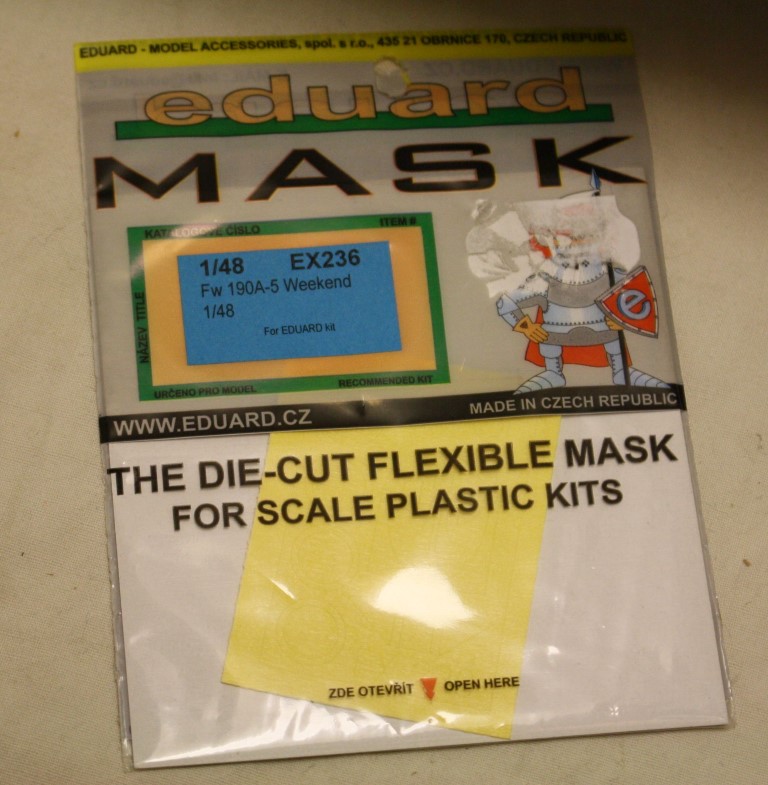 EDUARD - MODEL ACCESSORIES, spol. s r.o., 435 21 OBRNICE 170, CZECH REPUBLIC
eduard
MASK
KATALOGOVÉ ČÍSLO ITEM #
NÁZEV TITLE
1/48 EX236
Fw 190A-5 Weekend
1/48
For EDUARD kit
e
URČENO PRO MODEL RECOMMENDED KIT
WWW.EDUARD.CZ MADE IN CZECH REPUBLIC
THE DIE-CUT FLEXIBLE MASK
FOR SCALE PLASTIC KITS
ZDE OTEVŘÍT OPEN HERE